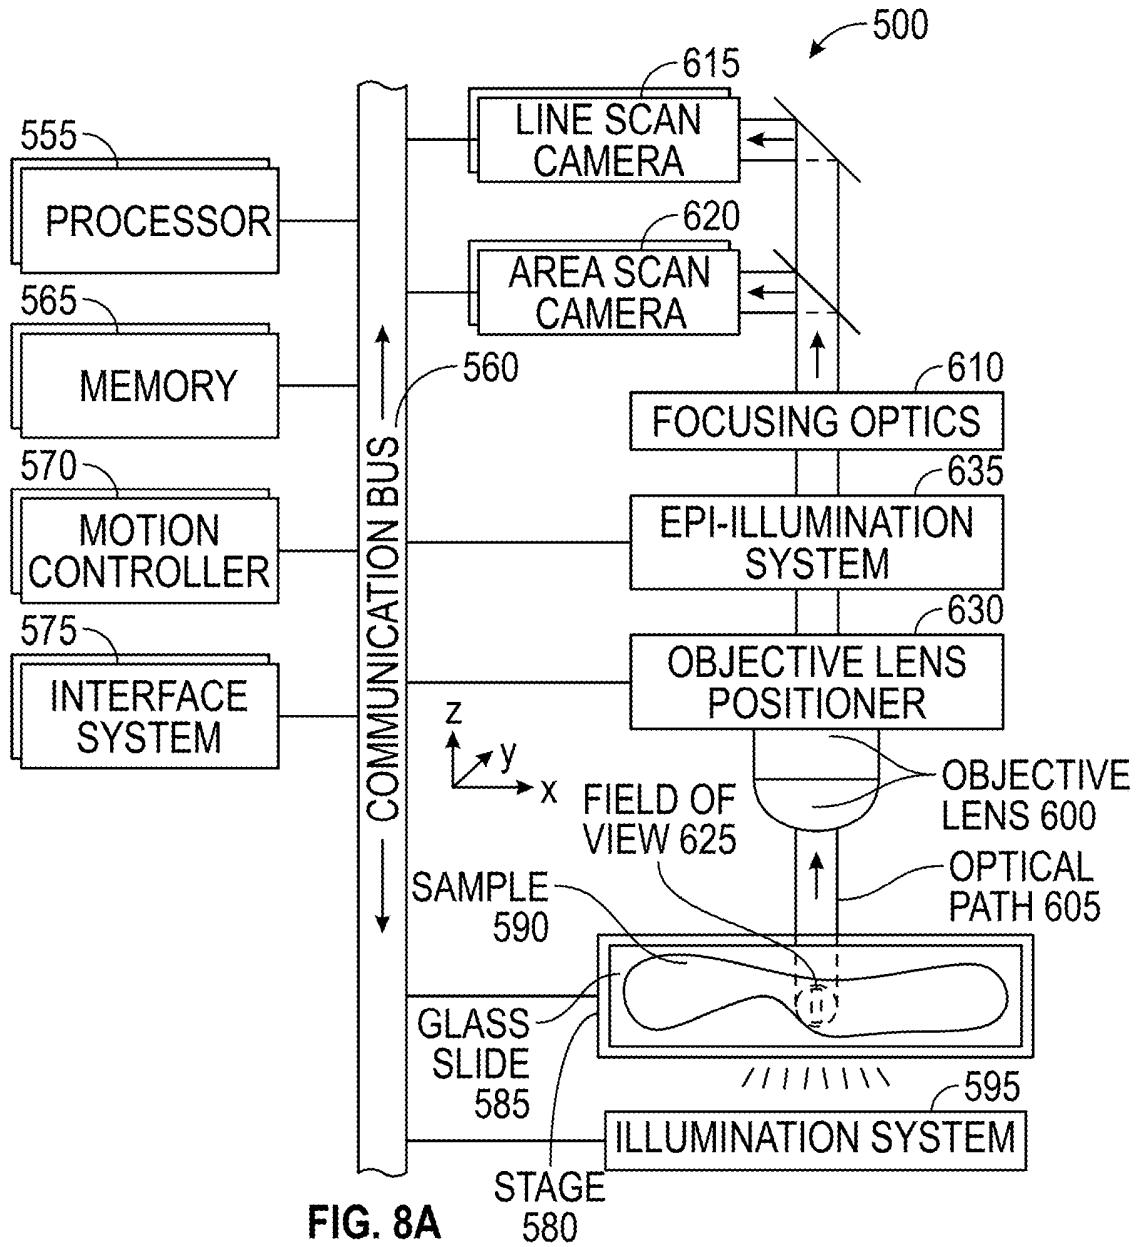 500
615
LINE SCAN
CAMERA
555
PROCESSOR
620
AREA SCAN
CAMERA
565
MEMORY
560
610
FOCUSING OPTICS
570
MOTION
CONTROLLER
635
EPI-ILLUMINATION
SYSTEM
COMMUNICATION BUS
575
INTERFACE
SYSTEM
630
OBJECTIVE LENS
POSITIONER
z
y
x
OBJECTIVE
LENS 600
FIELD OF
VIEW 625
OPTICAL
PATH 605
SAMPLE
590
GLASS
SLIDE
585
595
ILLUMINATION SYSTEM
STAGE
580
FIG. 8A